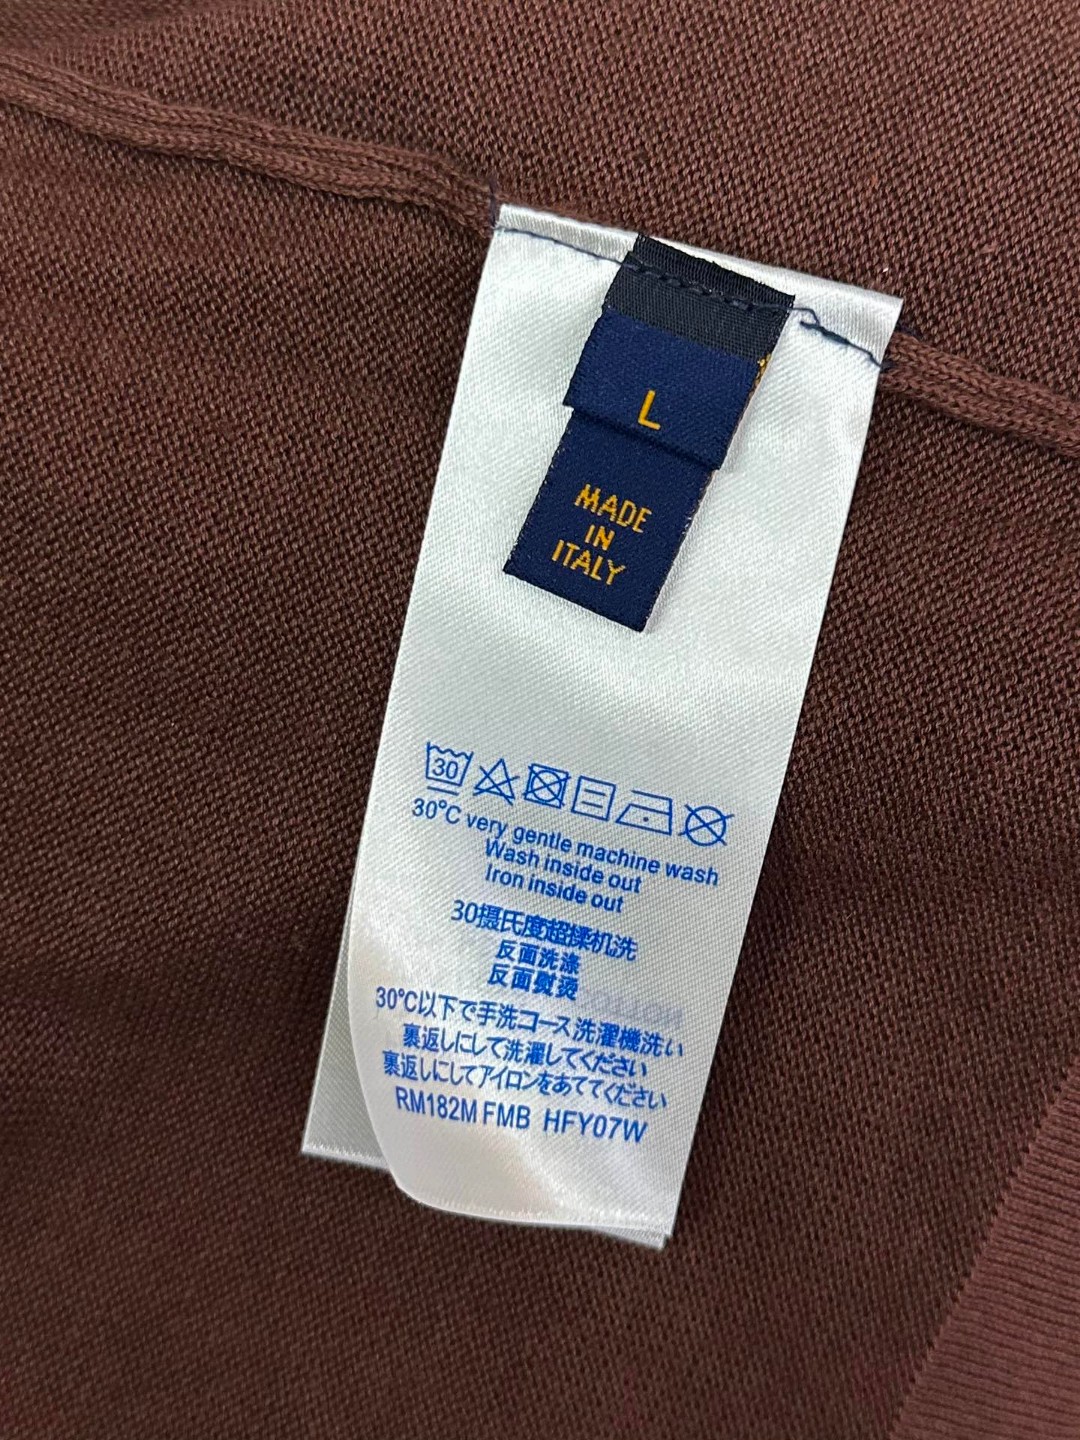 L
MADE
IN
ITALY
30
30°C very gentle machine wash
Wash inside out
Iron inside out
30摄氏度超揉机洗
反面洗涤
反面熨烫
30℃以下で手洗コース洗濯機洗い
裏返しにして洗濯してください
裏返しにしてアイロンをあててください
RM182M FMB HFY07W